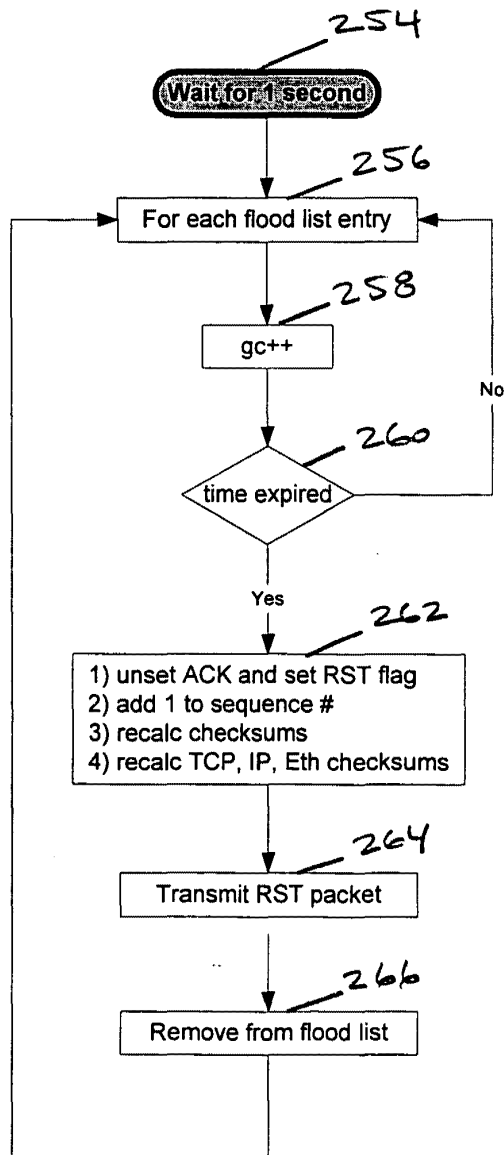 254
Wait for 1 second
256
For each flood list entry
258
gc++
No
260
time expired
Yes
262
1) unset ACK and set RST flag
2) add 1 to sequence #
3) recalc checksums
4) recalc TCP, IP, Eth checksums
264
Transmit RST packet
266
Remove from flood list